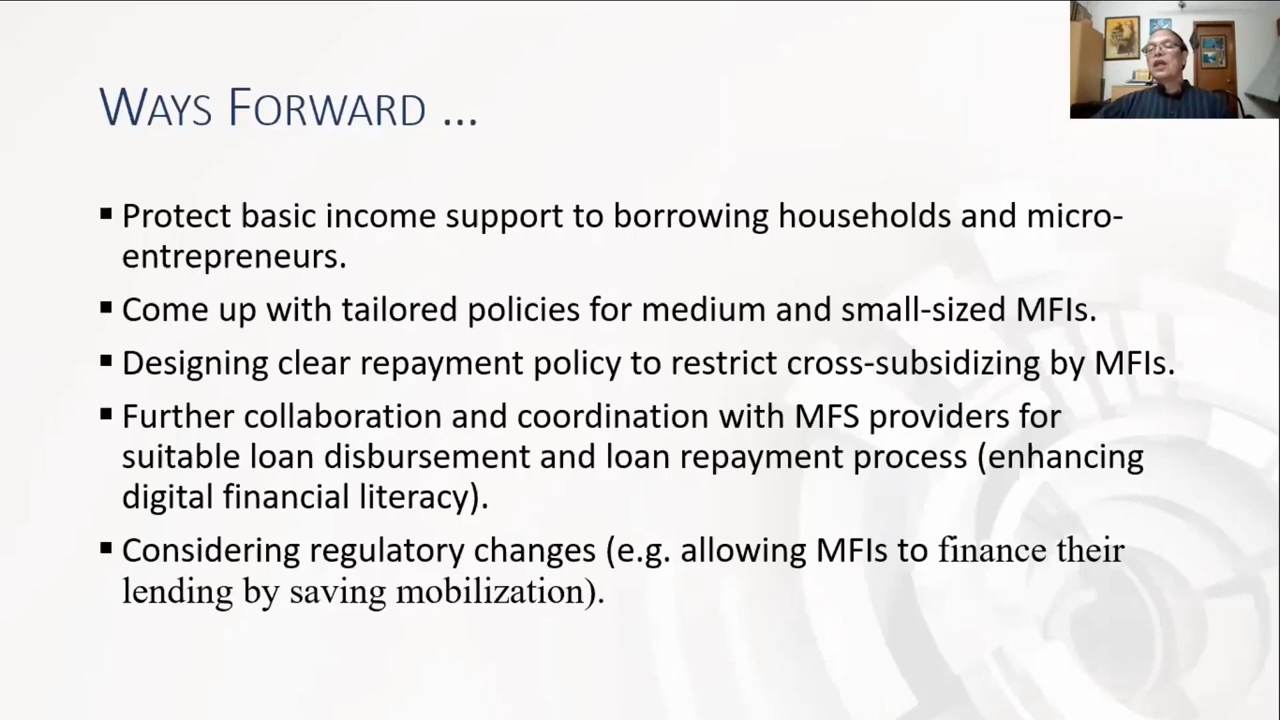 WAYS FORWARD ...
▪ Protect basic income support to borrowing households and micro-
entrepreneurs.
▪ Come up with tailored policies for medium and small-sized MFIs.
▪ Designing clear repayment policy to restrict cross-subsidizing by MFIs.
▪ Further collaboration and coordination with MFS providers for
suitable loan disbursement and loan repayment process (enhancing
digital financial literacy).
▪ Considering regulatory changes (e.g. allowing MFIs to finance their
lending by saving mobilization).